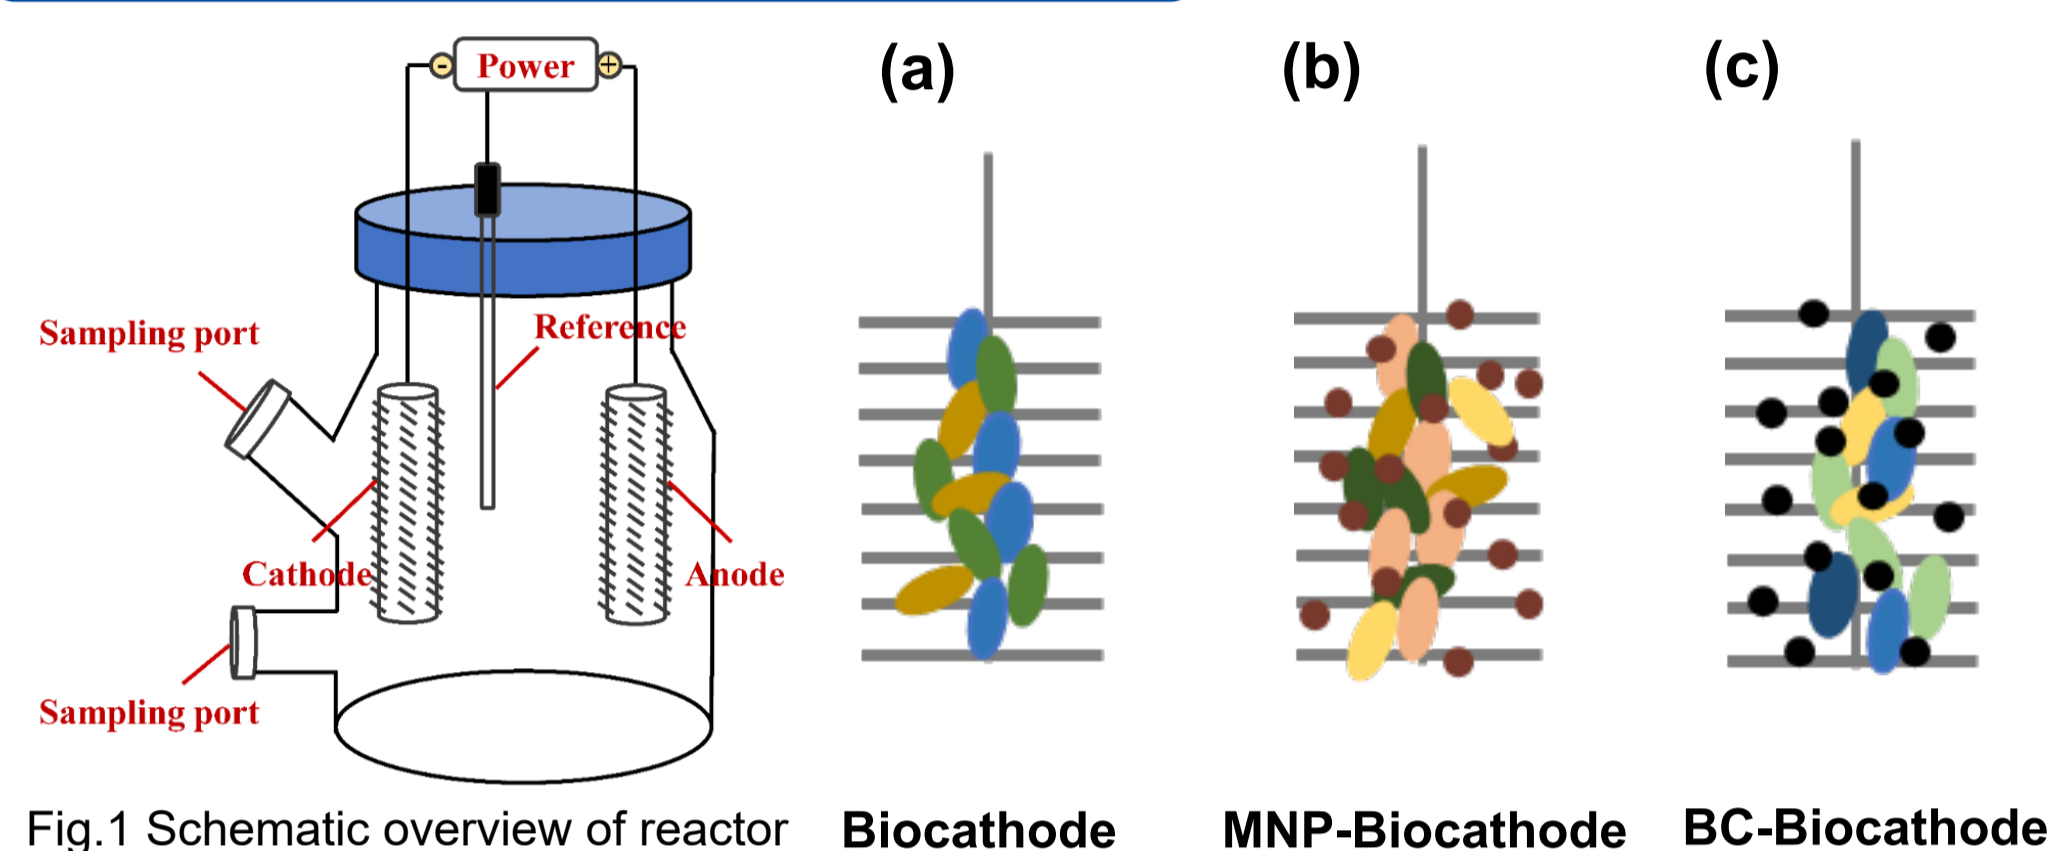 -
Power
+
(a)
(b)
(c)
Sampling port
Reference
Cathode
Anode
Sampling port
Fig.1 Schematic overview of reactor
Biocathode
MNP-Biocathode
BC-Biocathode